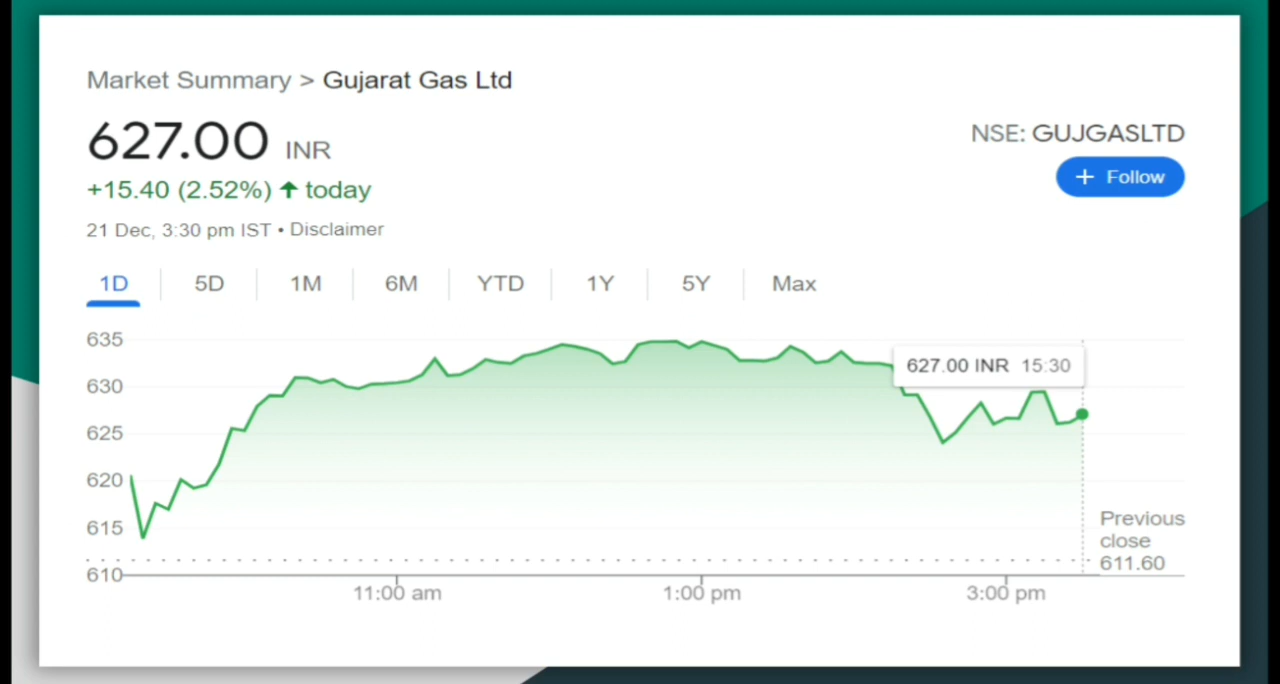 Market Summary > Gujarat Gas Ltd
627.00 INR
NSE: GUJGASLTD
+15.40 (2.52%) ↑ today
+ Follow
21 Dec, 3:30 pm IST • Disclaimer
1D 5D 1M 6M YTD 1Y 5Y Max
635
627.00 INR 15:30
630
625
620
615
Previous
close
611.60
610
11:00 am 1:00 pm 3:00 pm